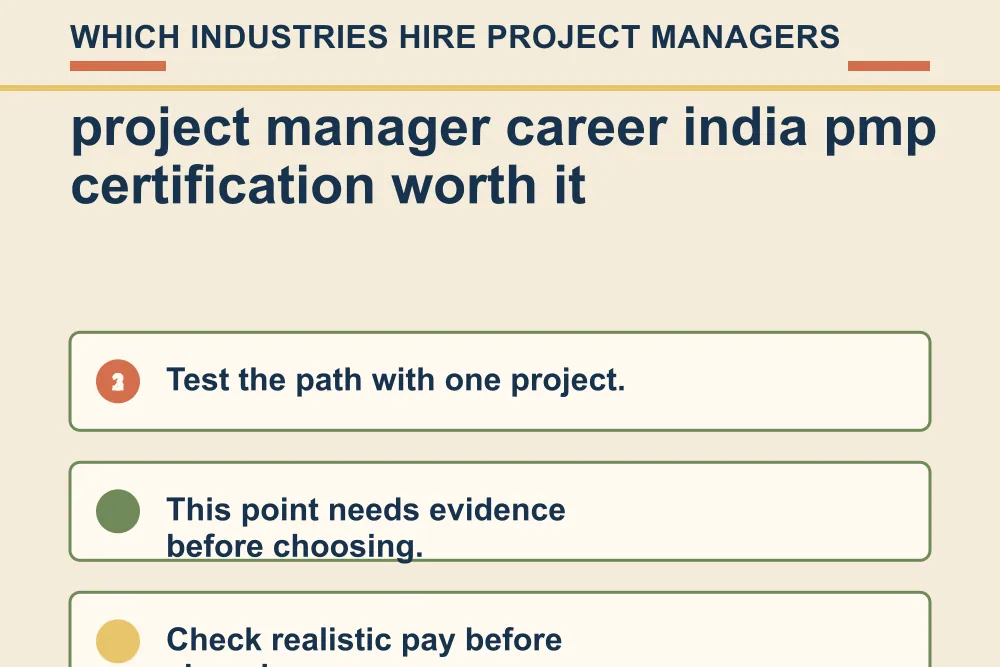 WHICH INDUSTRIES HIRE PROJECT MANAGERS
project manager career india pmp
certification worth it
Test the path with one project.
This point needs evidence
before choosing.
Check realistic pay before